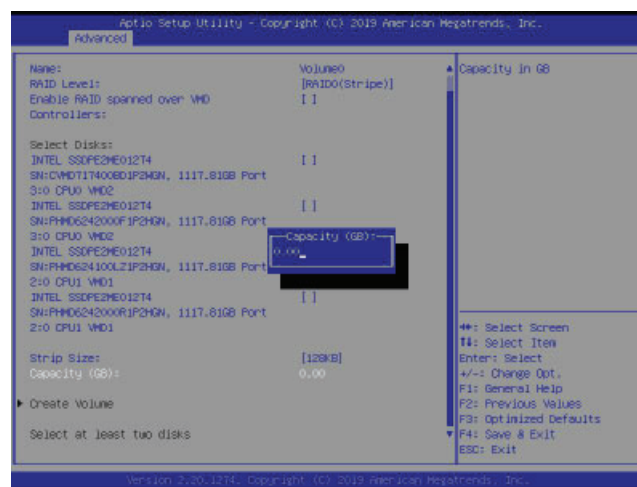 Aptio Setup Utility - Copyright (C) 2019 American Megatrends, Inc.
Advanced
Name: Volume0
RAID Level: [RAID0(Stripe)]
Enable RAID spanned over VMD [ ]
Controllers:
Select Disks:
INTEL SSDPE2ME012T4 [ ]
SN:CVMD717400BD1P2MGN, 1117.81GB Port
3:0 CPU0 VMD2
INTEL SSDPE2ME012T4 [ ]
SN:PHMD6242000F1P2HGN, 1117.81GB Port
3:0 CPU0 VMD2
INTEL SSDPE2ME012T4
SN:PHMD624100LZ1P2HGN, 1117.81GB Port
2:0 CPU1 VMD1
INTEL SSDPE2ME012T4 [ ]
SN:PHMD6242000R1P2HGN, 1117.81GB Port
2:0 CPU1 VMD1
Strip Size: [128KB]
Capacity (GB): 0.00
Create Volume
Select at least two disks
Capacity (GB):
0.00_
Capacity in GB
↔: Select Screen
↑↓: Select Item
Enter: Select
+/-: Change Opt.
F1: General Help
F2: Previous Values
F3: Optimized Defaults
F4: Save & Exit
ESC: Exit
Version 2.20.1274. Copyright (C) 2019 American Megatrends, Inc.